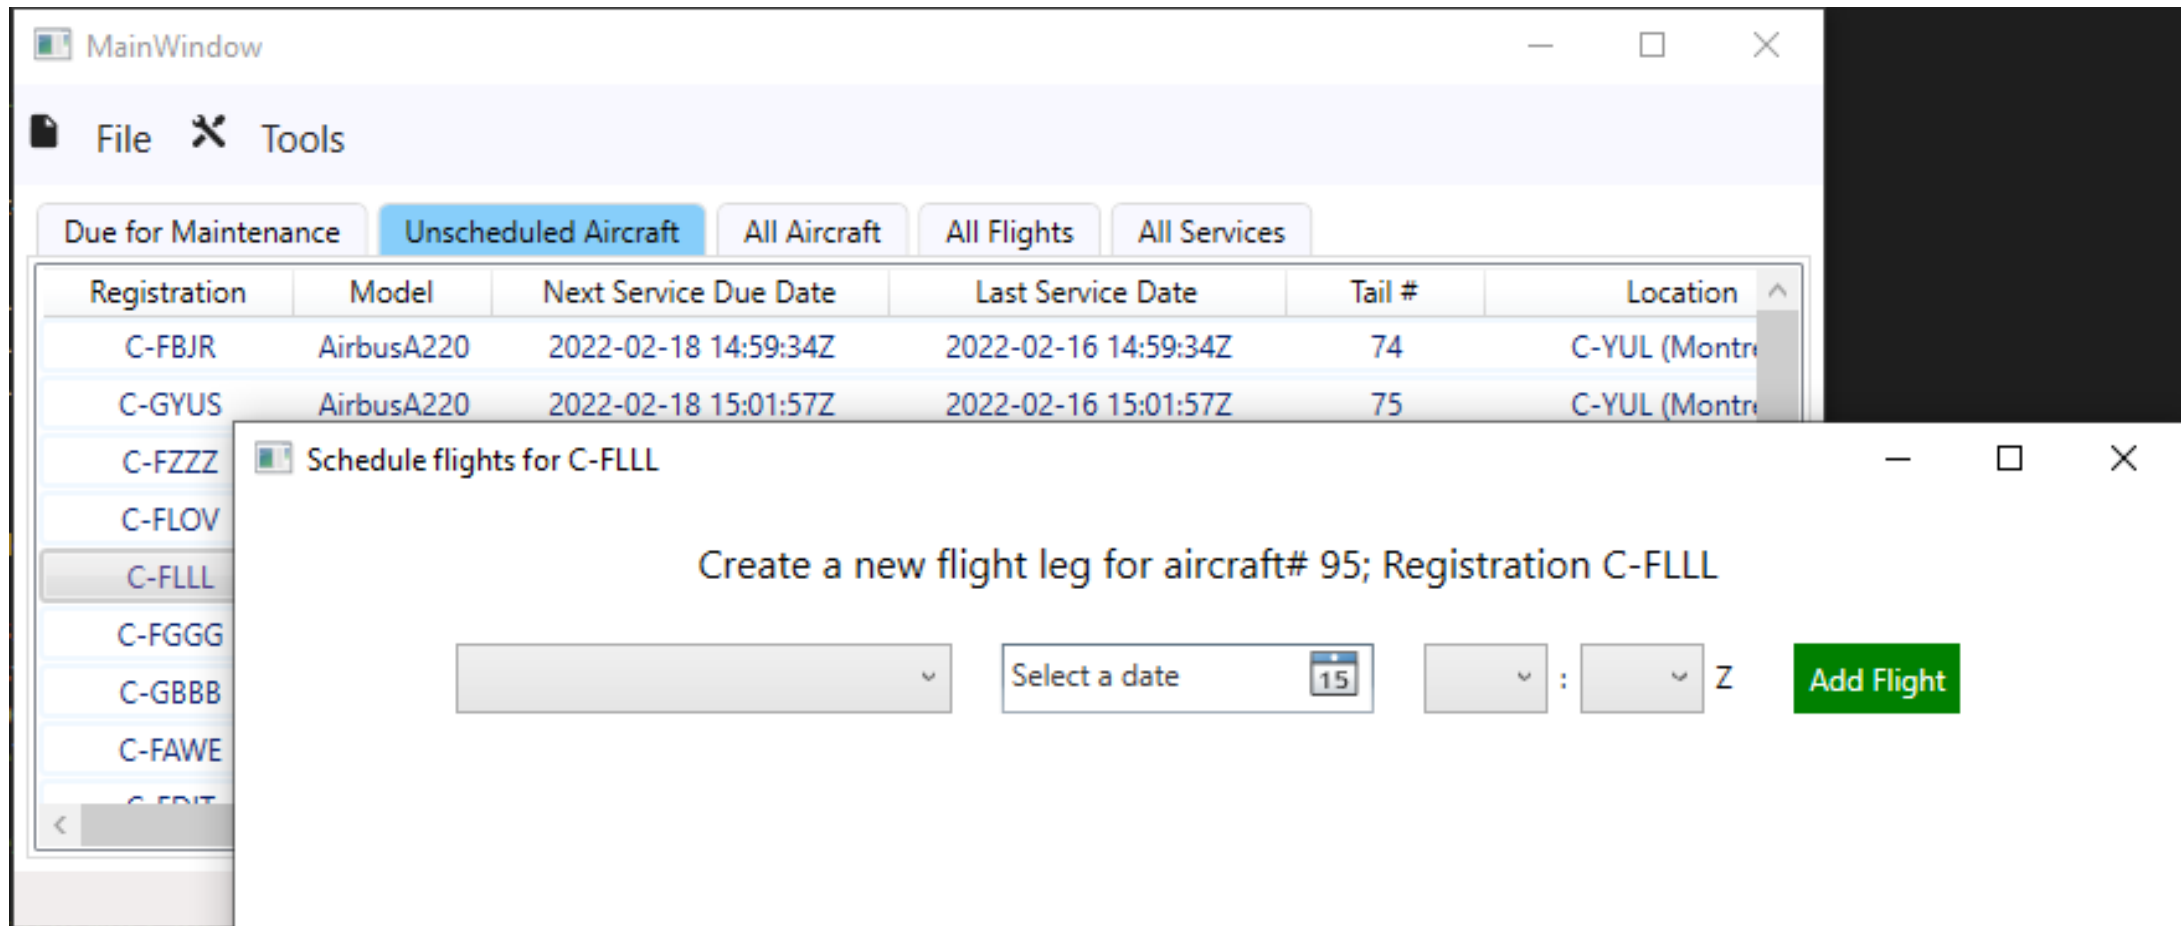 MainWindow
File Tools
Due for Maintenance Unscheduled Aircraft All Aircraft All Flights All Services
Registration Model Next Service Due Date Last Service Date Tail # Location
C-FBJR AirbusA220 2022-02-18 14:59:34Z 2022-02-16 14:59:34Z 74 C-YUL (Montr
C-GYUS AirbusA220 2022-02-18 15:01:57Z 2022-02-16 15:01:57Z 75 C-YUL (Montr
C-FZZZ
C-FLOV
C-FLLL
C-FGGG
C-GBBB
C-FAWE
Schedule flights for C-FLLL
Create a new flight leg for aircraft# 95; Registration C-FLLL
Select a date 15 : Z Add Flight